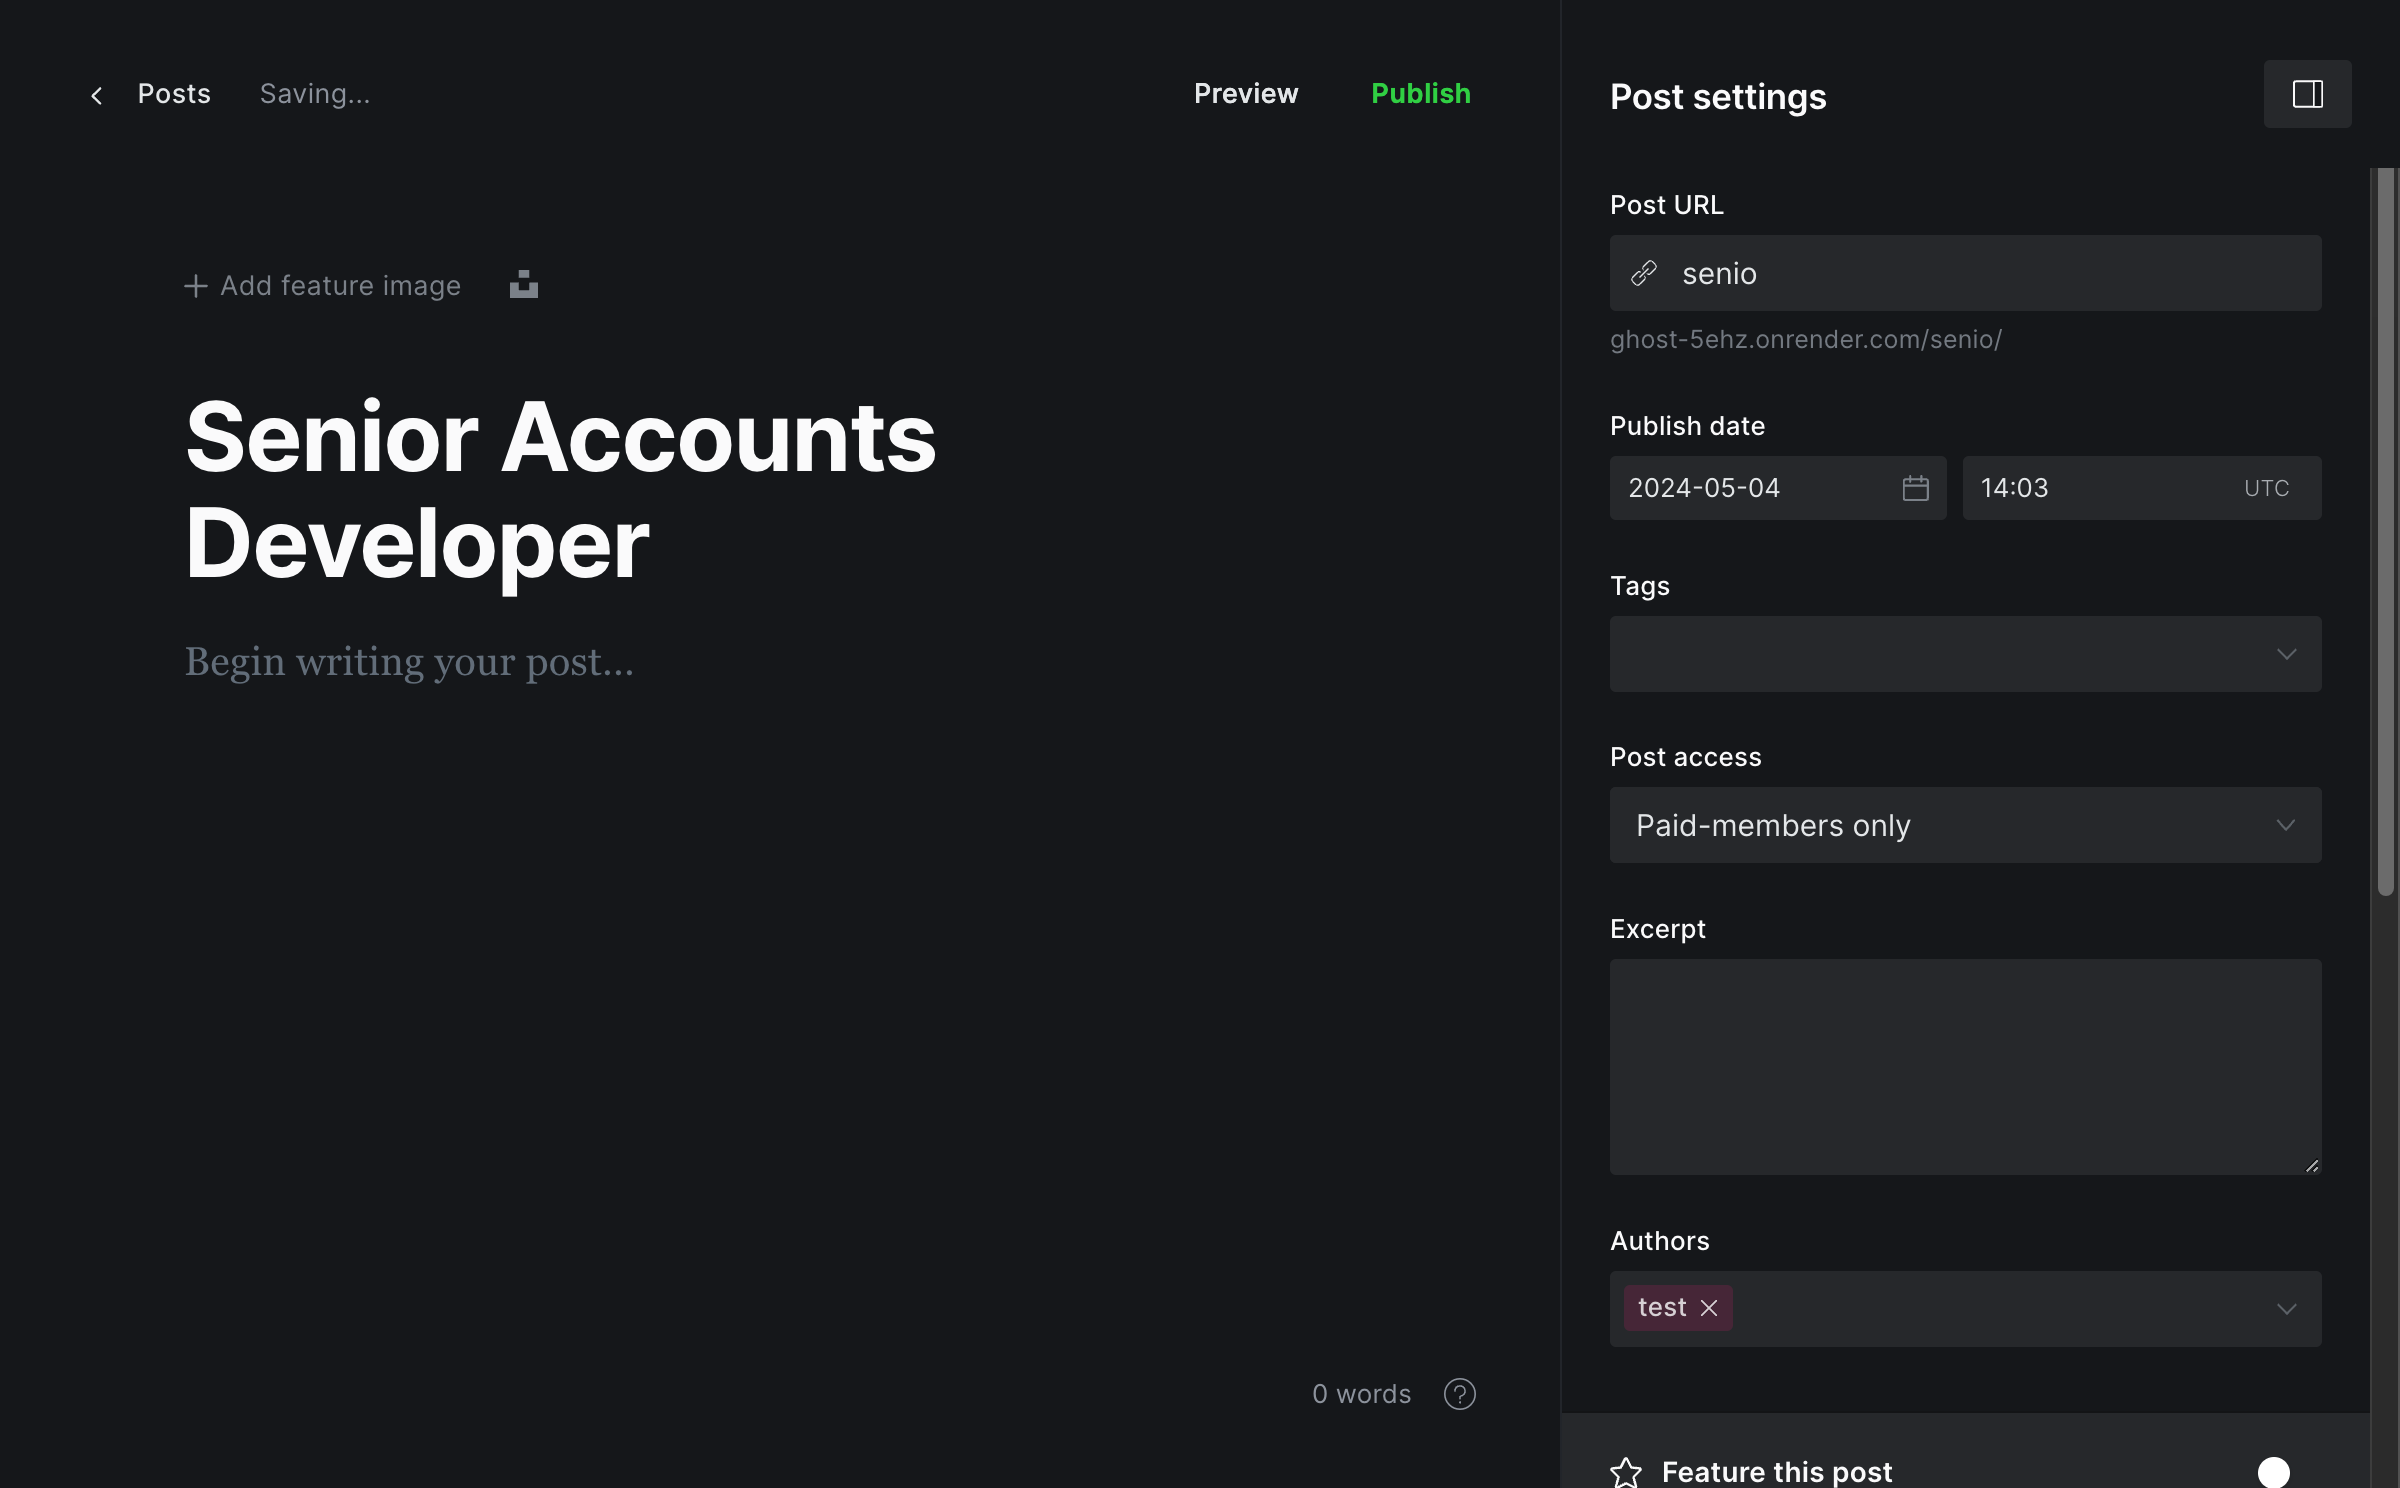 Posts
Saving...
Preview
Publish
Add feature image
Senior Accounts
Developer
Begin writing your post...
0 words
?
Post settings
Post URL
senio
ghost-5ehz.onrender.com/senio/
Publish date
2024-05-04
14:03
UTC
Tags
Post access
Paid-members only
Excerpt
Authors
test
Feature this post